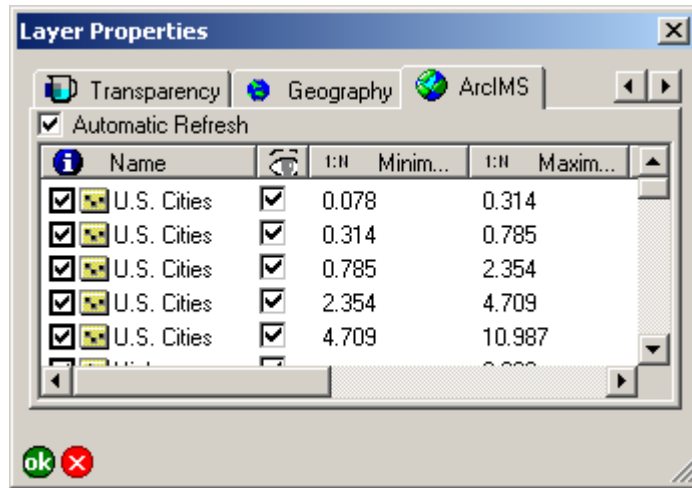 Layer Properties
Transparency Geography ArcIMS
Automatic Refresh
Name 1:N Minim... 1:N Maxim...
U.S. Cities 0.078 0.314
U.S. Cities 0.314 0.785
U.S. Cities 0.785 2.354
U.S. Cities 2.354 4.709
U.S. Cities 4.709 10.987
ok